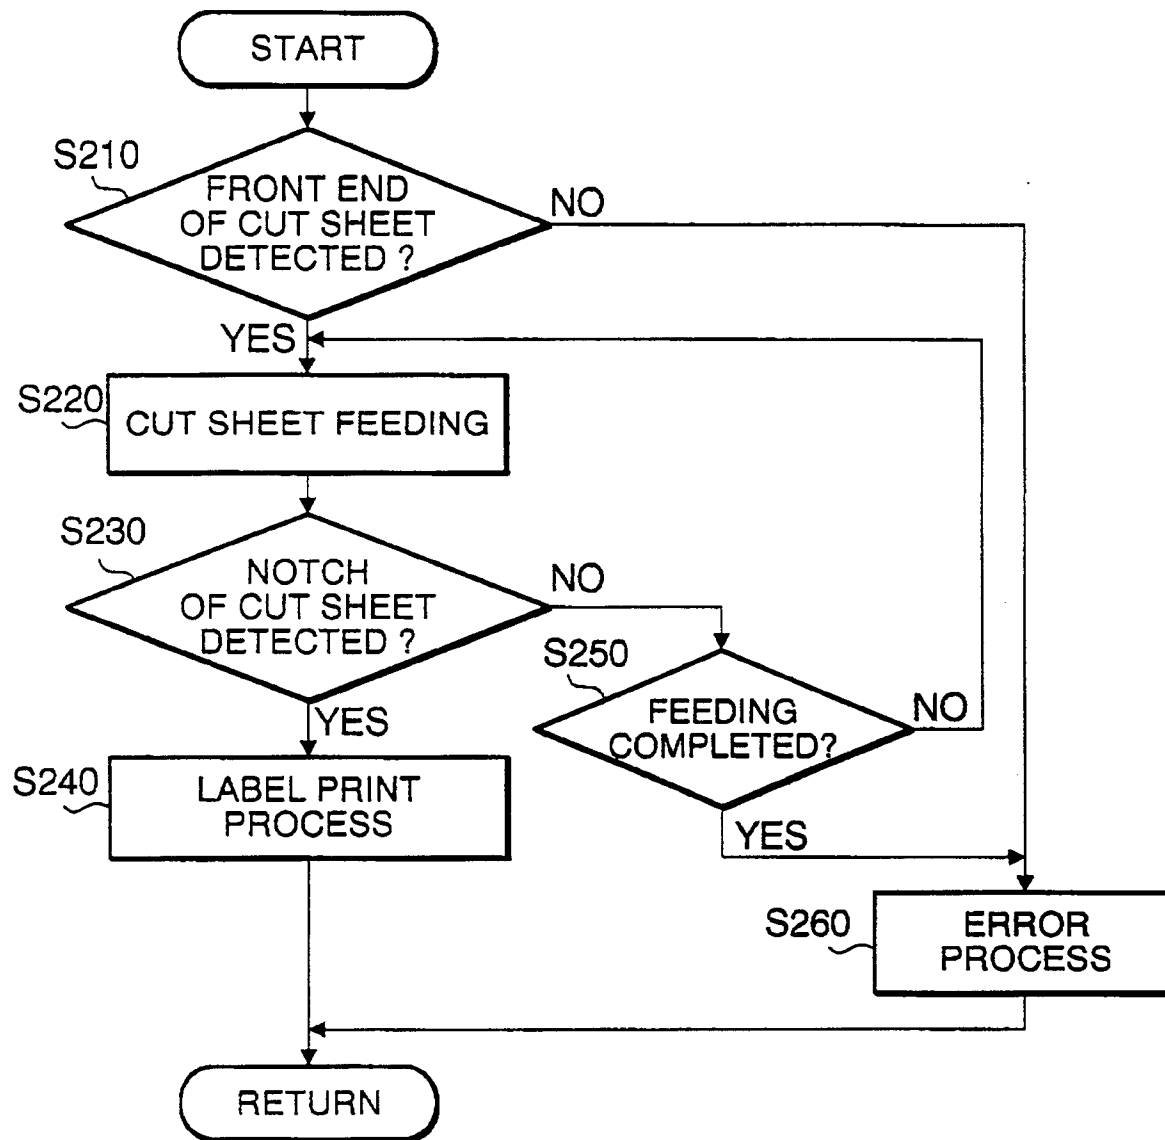 START
S210
FRONT END
OF CUT SHEET
DETECTED ?
NO
YES
S220
CUT SHEET FEEDING
S230
NOTCH
OF CUT SHEET
DETECTED ?
NO
YES
S250
FEEDING
COMPLETED?
NO
YES
S240
LABEL PRINT
PROCESS
S260
ERROR
PROCESS
RETURN